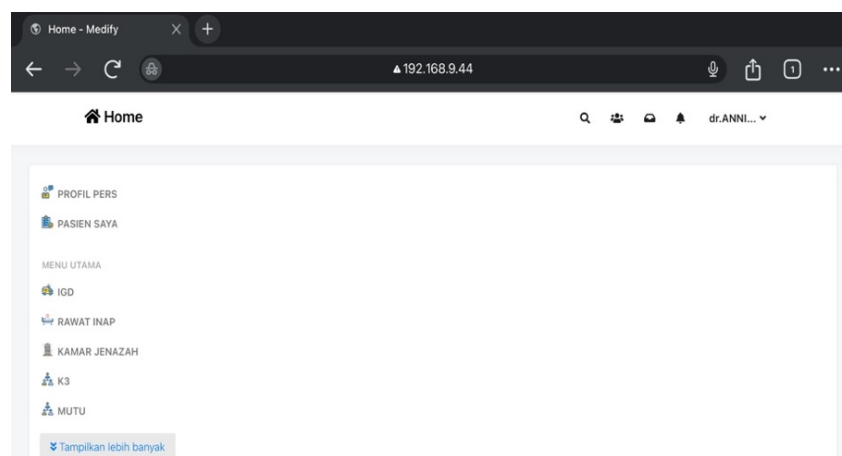 Home - Medify
192.168.9.44
1
Home
dr.ANNI...
PROFIL PERS
PASIEN SAYA
MENU UTAMA
IGD
RAWAT INAP
KAMAR JENAZAH
K3
MUTU
Tampilkan lebih banyak